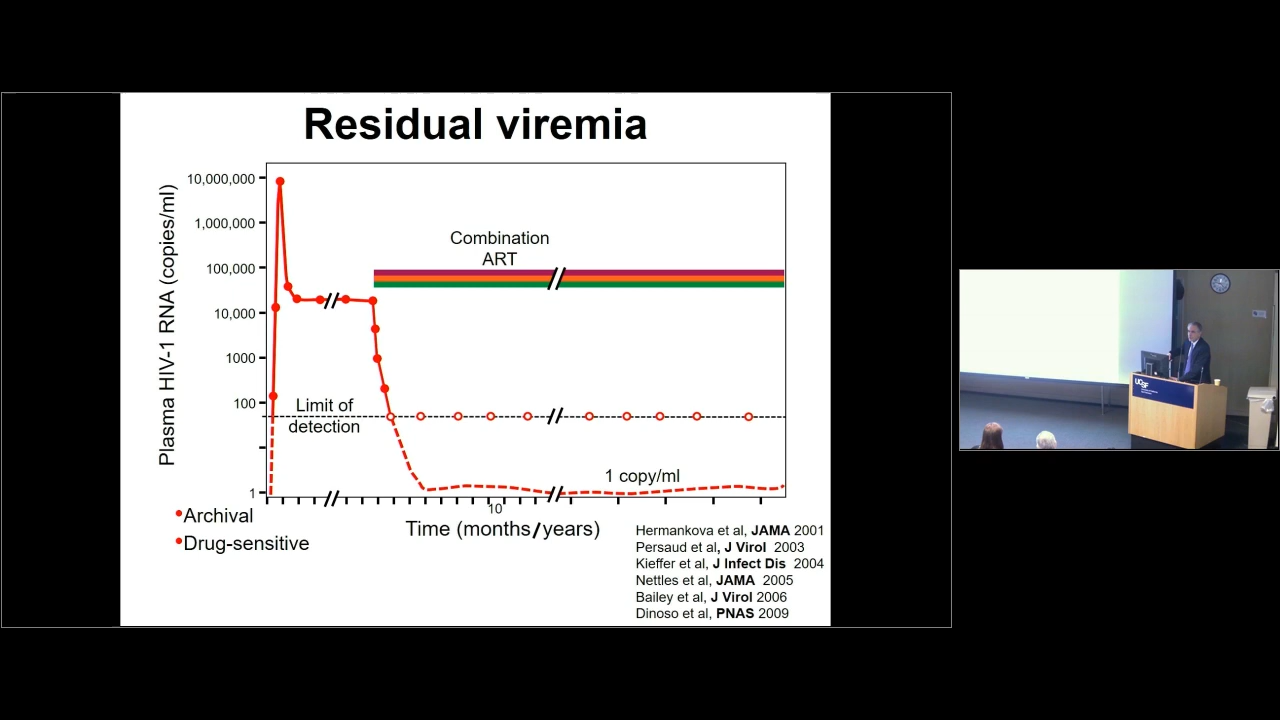 Residual viremia
Plasma HIV-1 RNA (copies/ml)
10,000,000
1,000,000
100,000
10,000
1000
100
1
Combination
ART
Limit of
detection
1 copy/ml
10
Time (months/years)
•Archival
•Drug-sensitive
Hermankova et al, JAMA 2001
Persaud et al, J Virol 2003
Kieffer et al, J Infect Dis 2004
Nettles et al, JAMA 2005
Bailey et al, J Virol 2006
Dinoso et al, PNAS 2009
UCSF